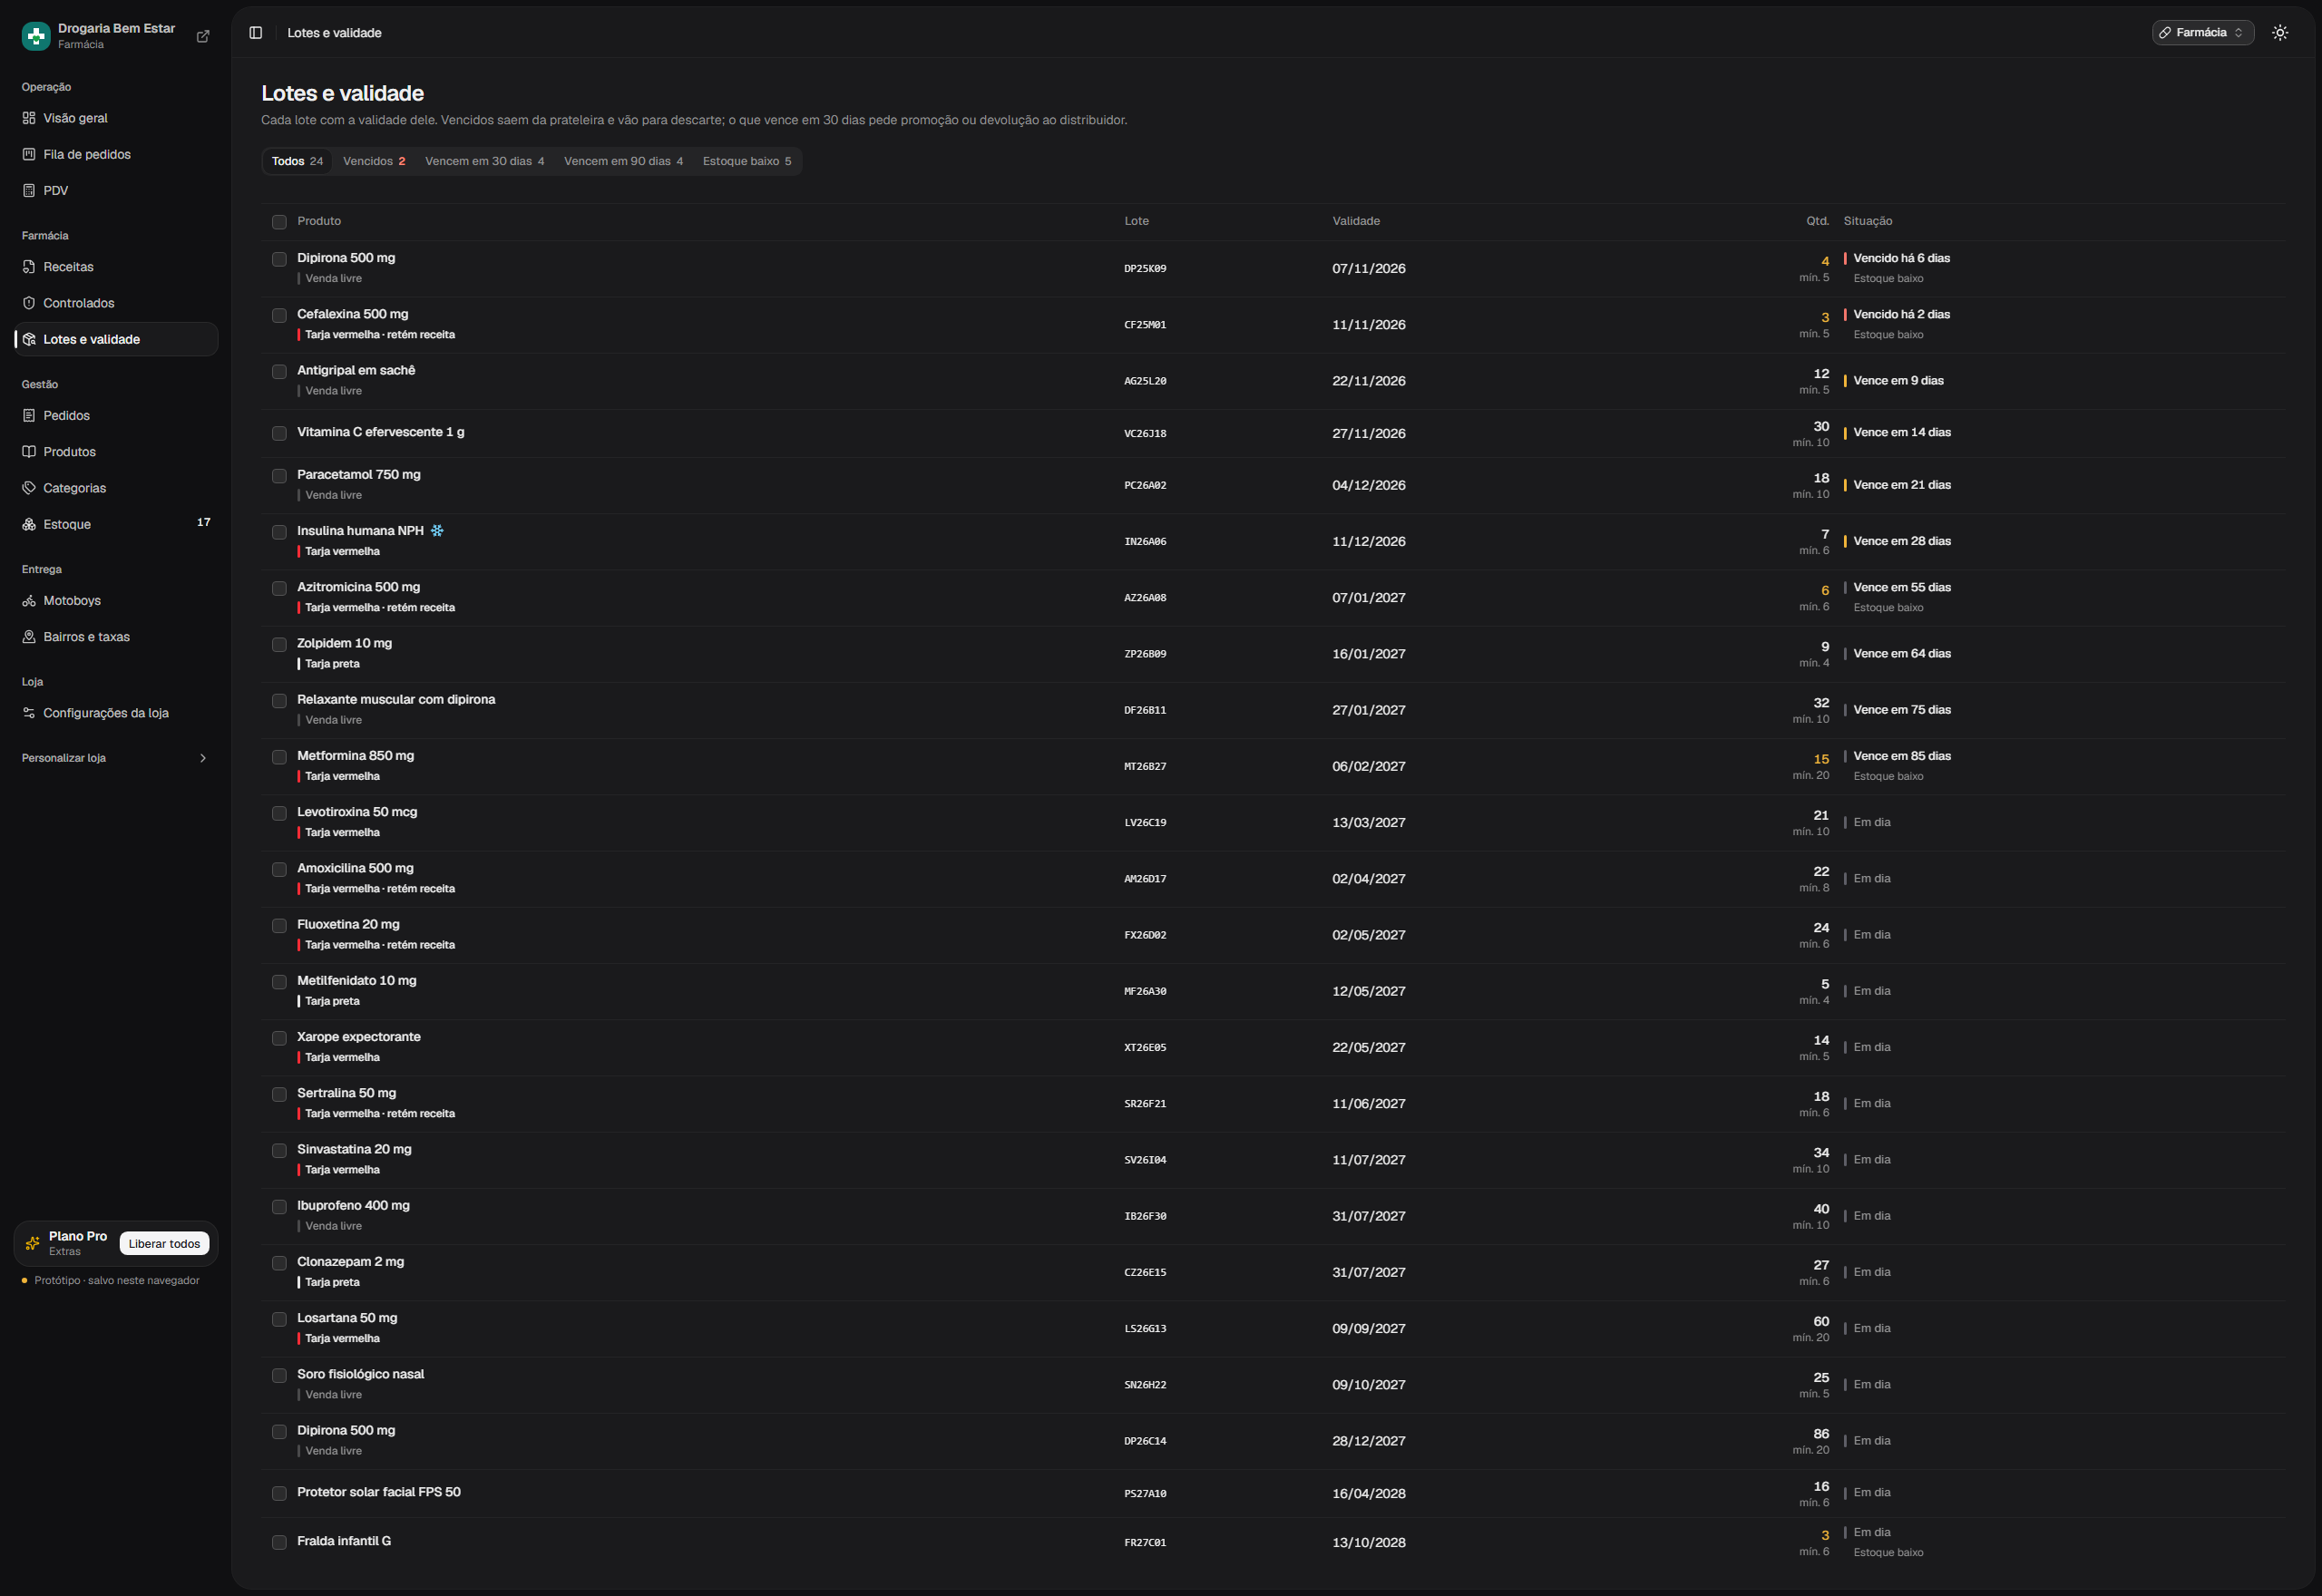 Drogaria Bem Estar
Farmácia
Operação
Visão geral
Fila de pedidos
PDV
Farmácia
Receitas
Controlados
Lotes e validade
Gestão
Pedidos
Produtos
Categorias
Estoque 17
Entrega
Motoboys
Bairros e taxas
Loja
Configurações da loja
Personalizar loja
Plano Pro
Extras
Liberar todos
Protótipo · salvo neste navegador
Lotes e validade
Farmácia
Lotes e validade
Cada lote com a validade dele. Vencidos saem da prateleira e vão para descarte; o que vence em 30 dias pede promoção ou devolução ao distribuidor.
Todos 24 Vencidos 2 Vencem em 30 dias 4 Vencem em 90 dias 4 Estoque baixo 5
Produto Lote Validade Qtd. Situação
Dipirona 500 mg DP25K09 07/11/2026 4 Vencido há 6 dias
Venda livre mín. 5 Estoque baixo
Cefalexina 500 mg CF25M01 11/11/2026 3 Vencido há 2 dias
Tarja vermelha · retém receita mín. 5 Estoque baixo
Antigripal em sachê AG25L20 22/11/2026 12 Vence em 9 dias
Venda livre mín. 5
Vitamina C efervescente 1 g VC26J18 27/11/2026 30 Vence em 14 dias
mín. 10
Paracetamol 750 mg PC26A02 04/12/2026 18 Vence em 21 dias
Venda livre mín. 10
Insulina humana NPH IN26A06 11/12/2026 7 Vence em 28 dias
Tarja vermelha mín. 6
Azitromicina 500 mg AZ26A08 07/01/2027 6 Vence em 55 dias
Tarja vermelha · retém receita mín. 6 Estoque baixo
Zolpidem 10 mg ZP26B09 16/01/2027 9 Vence em 64 dias
Tarja preta mín. 4
Relaxante muscular com dipirona DF26B11 27/01/2027 32 Vence em 75 dias
Venda livre mín. 10
Metformina 850 mg MT26B27 06/02/2027 15 Vence em 85 dias
Tarja vermelha mín. 20 Estoque baixo
Levotiroxina 50 mcg LV26C19 13/03/2027 21 Em dia
Tarja vermelha mín. 10
Amoxicilina 500 mg AM26D17 02/04/2027 22 Em dia
Tarja vermelha · retém receita mín. 8
Fluoxetina 20 mg FX26D02 02/05/2027 24 Em dia
Tarja vermelha · retém receita mín. 6
Metilfenidato 10 mg MF26A30 12/05/2027 5 Em dia
Tarja preta mín. 4
Xarope expectorante XT26E05 22/05/2027 14 Em dia
Tarja vermelha mín. 5
Sertralina 50 mg SR26F21 11/06/2027 18 Em dia
Tarja vermelha · retém receita mín. 6
Sinvastatina 20 mg SV26I04 11/07/2027 34 Em dia
Tarja vermelha mín. 10
Ibuprofeno 400 mg IB26F30 31/07/2027 40 Em dia
Venda livre mín. 10
Clonazepam 2 mg CZ26E15 31/07/2027 27 Em dia
Tarja preta mín. 6
Losartana 50 mg LS26G13 09/09/2027 60 Em dia
Tarja vermelha mín. 20
Soro fisiológico nasal SN26H22 09/10/2027 25 Em dia
Venda livre mín. 5
Dipirona 500 mg DP26C14 28/12/2027 86 Em dia
Venda livre mín. 20
Protetor solar facial FPS 50 PS27A10 16/04/2028 16 Em dia
mín. 6
Fralda infantil G FR27C01 13/10/2028 3 Em dia
mín. 6 Estoque baixo